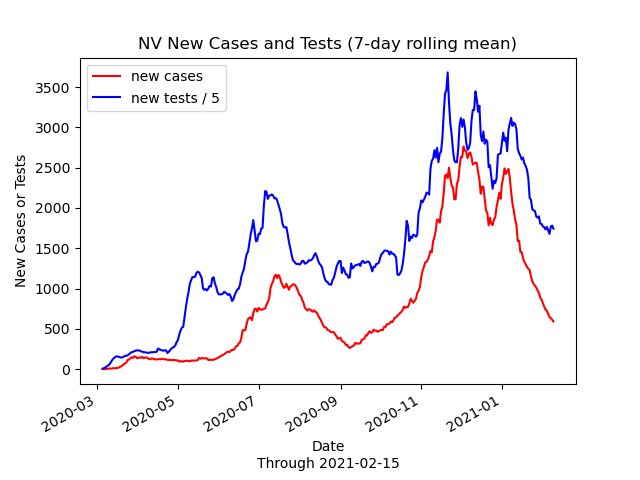 NV New Cases and Tests (7-day rolling mean)
new cases
new tests / 5
New Cases or Tests
3500
3000
2500
2000
1500
1000
500
0
2020-03
2020-05
2020-07
2020-09
2020-11
2021-01
Date
Through 2021-02-15